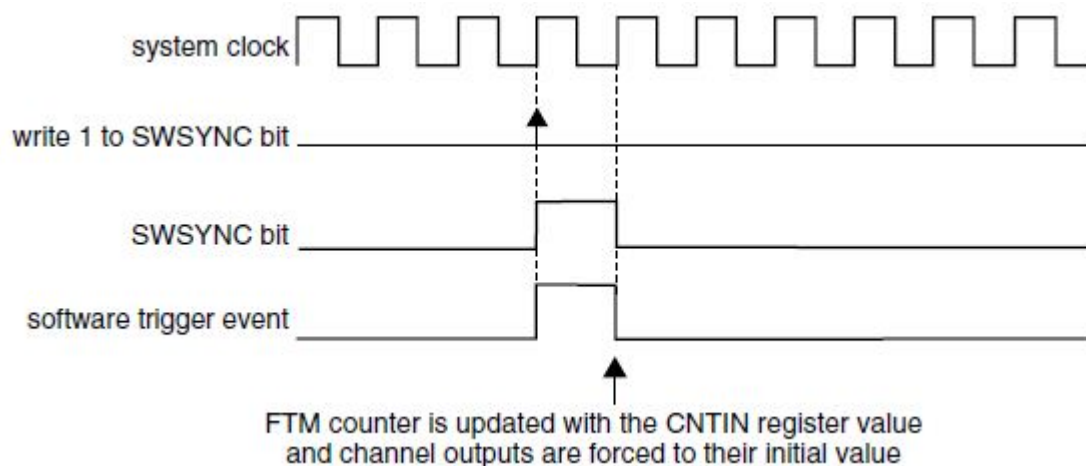 system clock
write 1 to SWSYNC bit
SWSYNC bit
software trigger event
FTM counter is updated with the CNTIN register value
and channel outputs are forced to their initial value